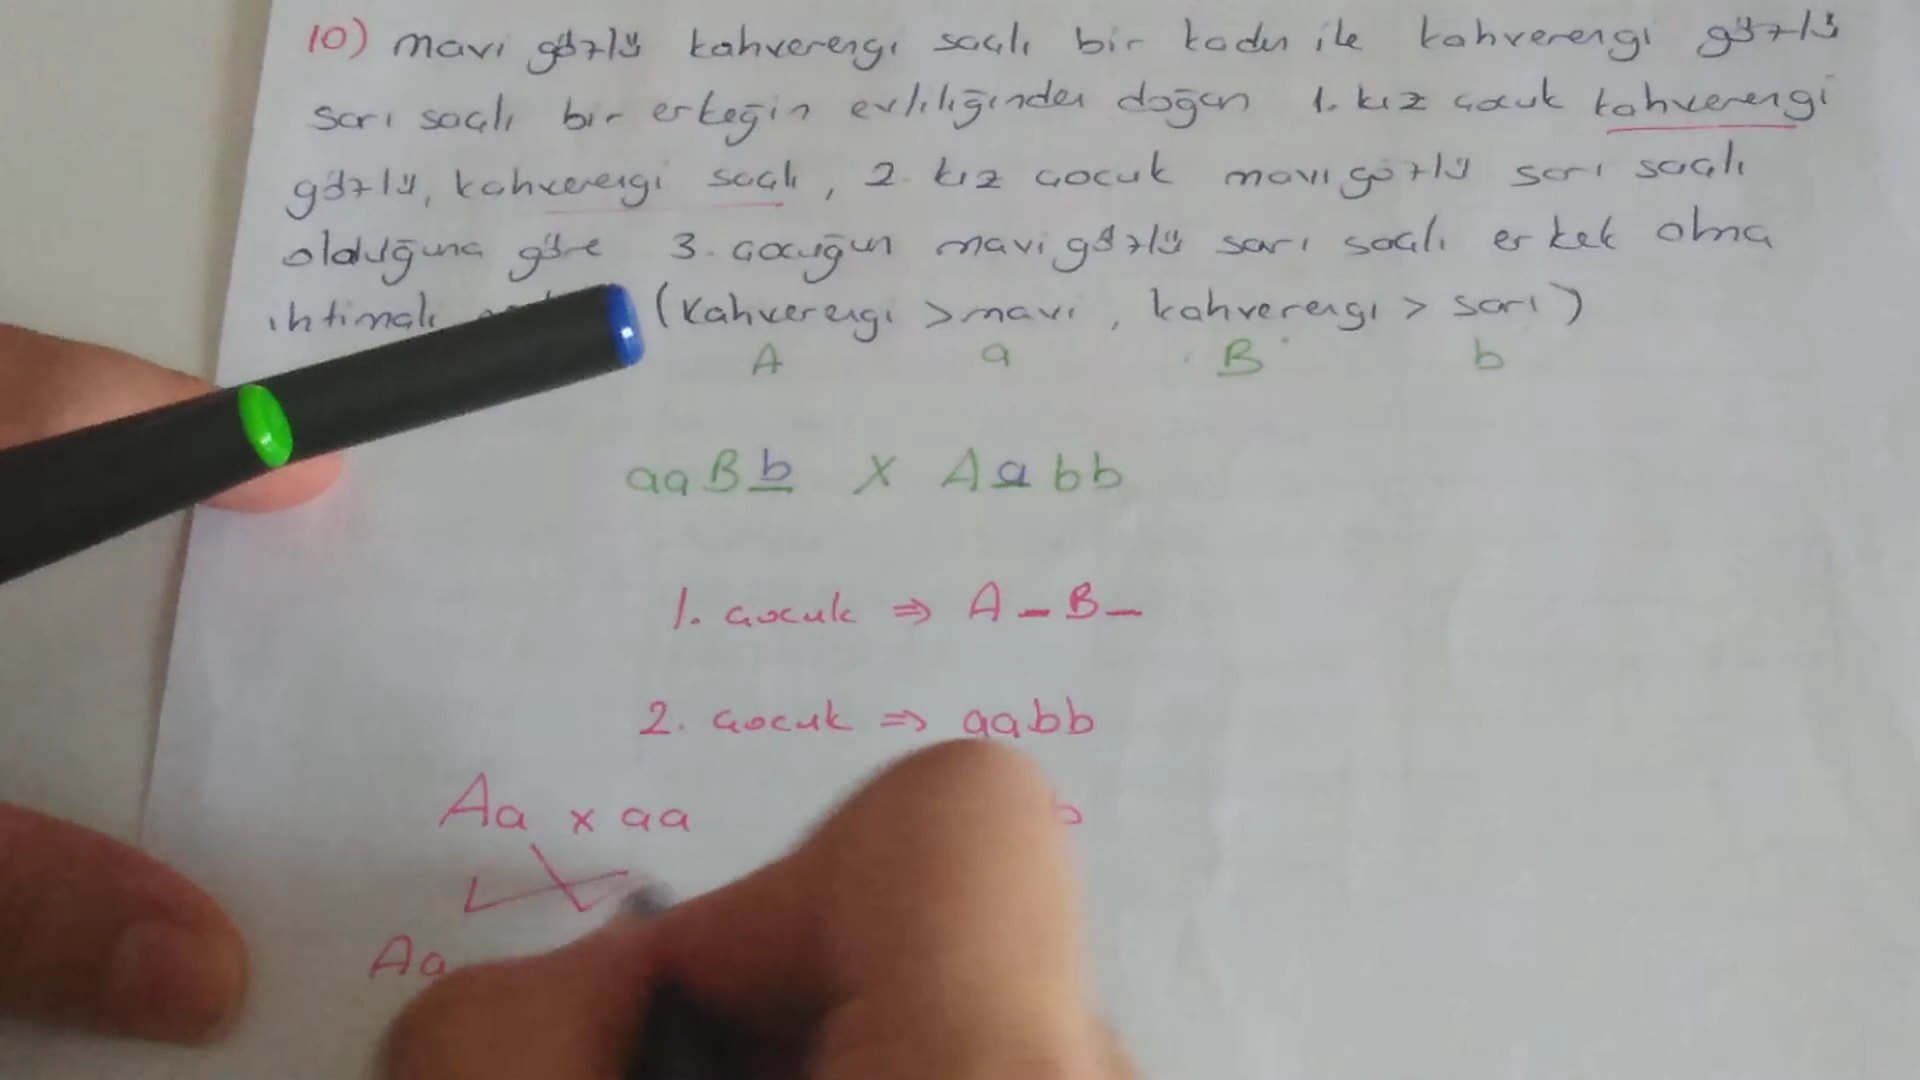 10) mavi gözlü kahverengi saçlı bir kadın ile kahverengi gözlü
sarı saçlı bir erkeğin evliliğinden doğan 1. kız çocuk kahverengi
gözlü, kahverengi saçlı, 2. kız çocuk mavi gözlü sarı saçlı
olduğuna göre 3. çocuğun mavi gözlü sarı saçlı erkek olma
ihtimali (Kahverengi > mavi, kahverengi > sarı)
A a B b
aaBb X Aabb
1. çocuk ⇒ A_B_
2. çocuk ⇒ aabb
Aa x aa b
Aa